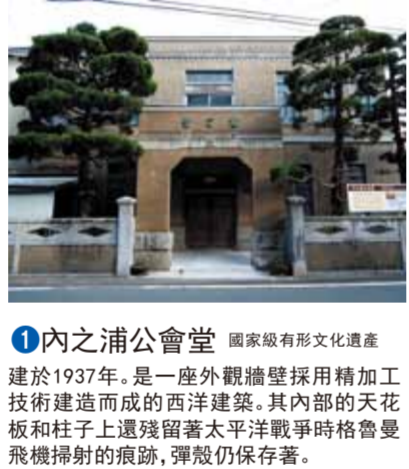 ❶內之浦公會堂 國家級有形文化遺產
建於1937年。是一座外觀牆壁採用精加工
技術建造而成的西洋建築。其內部的天花
板和柱子上還殘留著太平洋戰爭時格魯曼
飛機掃射的痕跡，彈殼仍保存著。